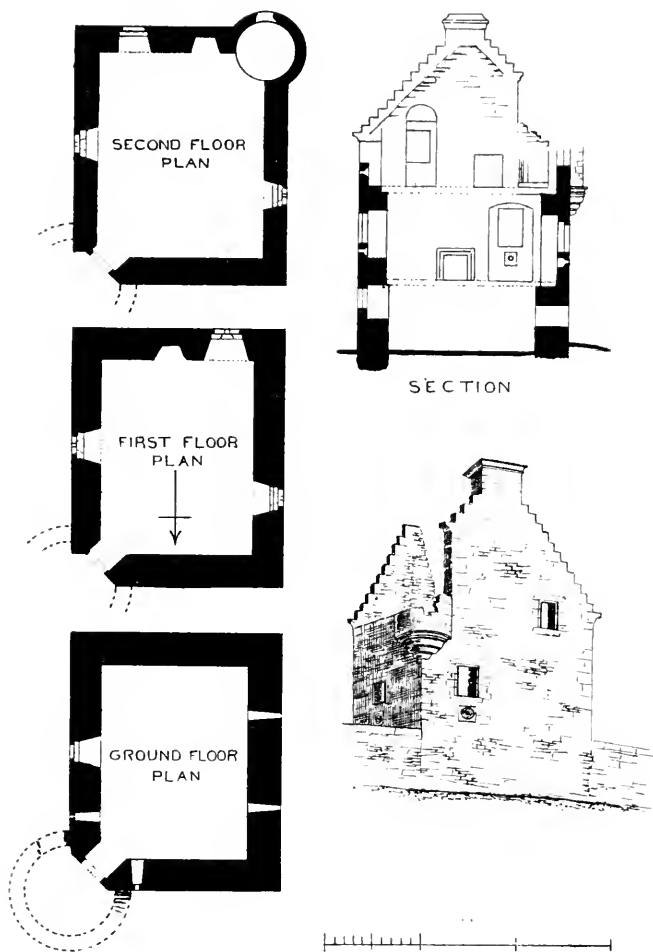 SECOND FLOOR
PLAN
SECTION
FIRST FLOOR
PLAN
GROUND FLOOR
PLAN